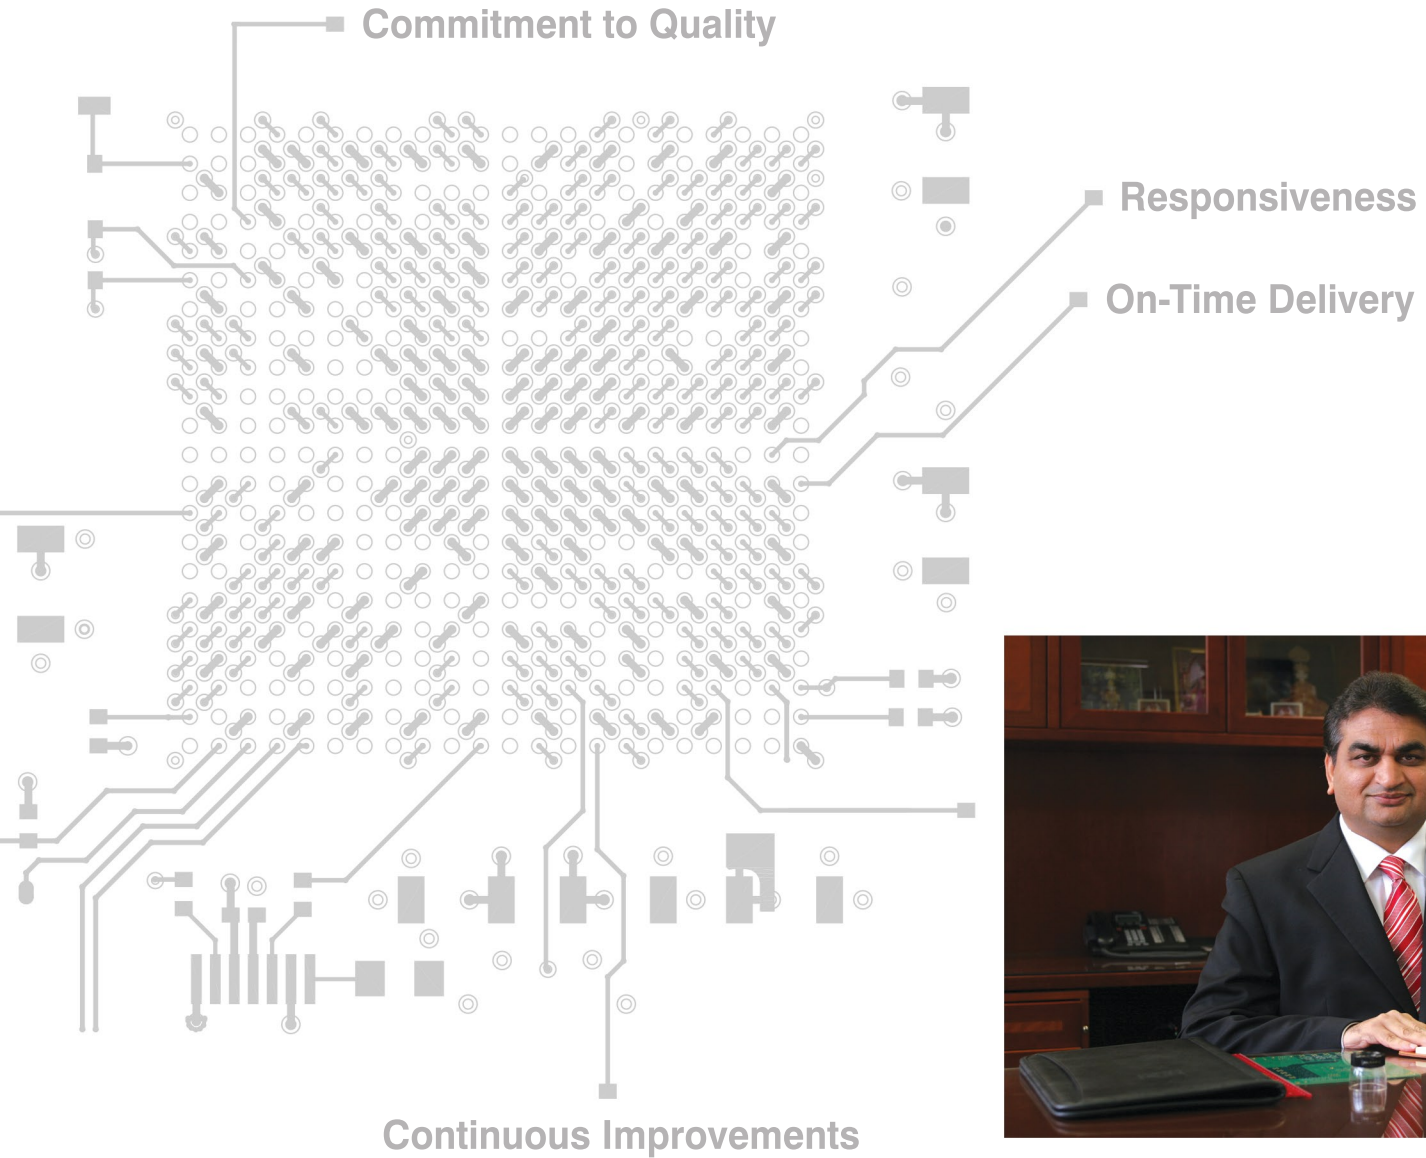 Commitment to Quality
Responsiveness
On-Time Delivery
Continuous Improvements